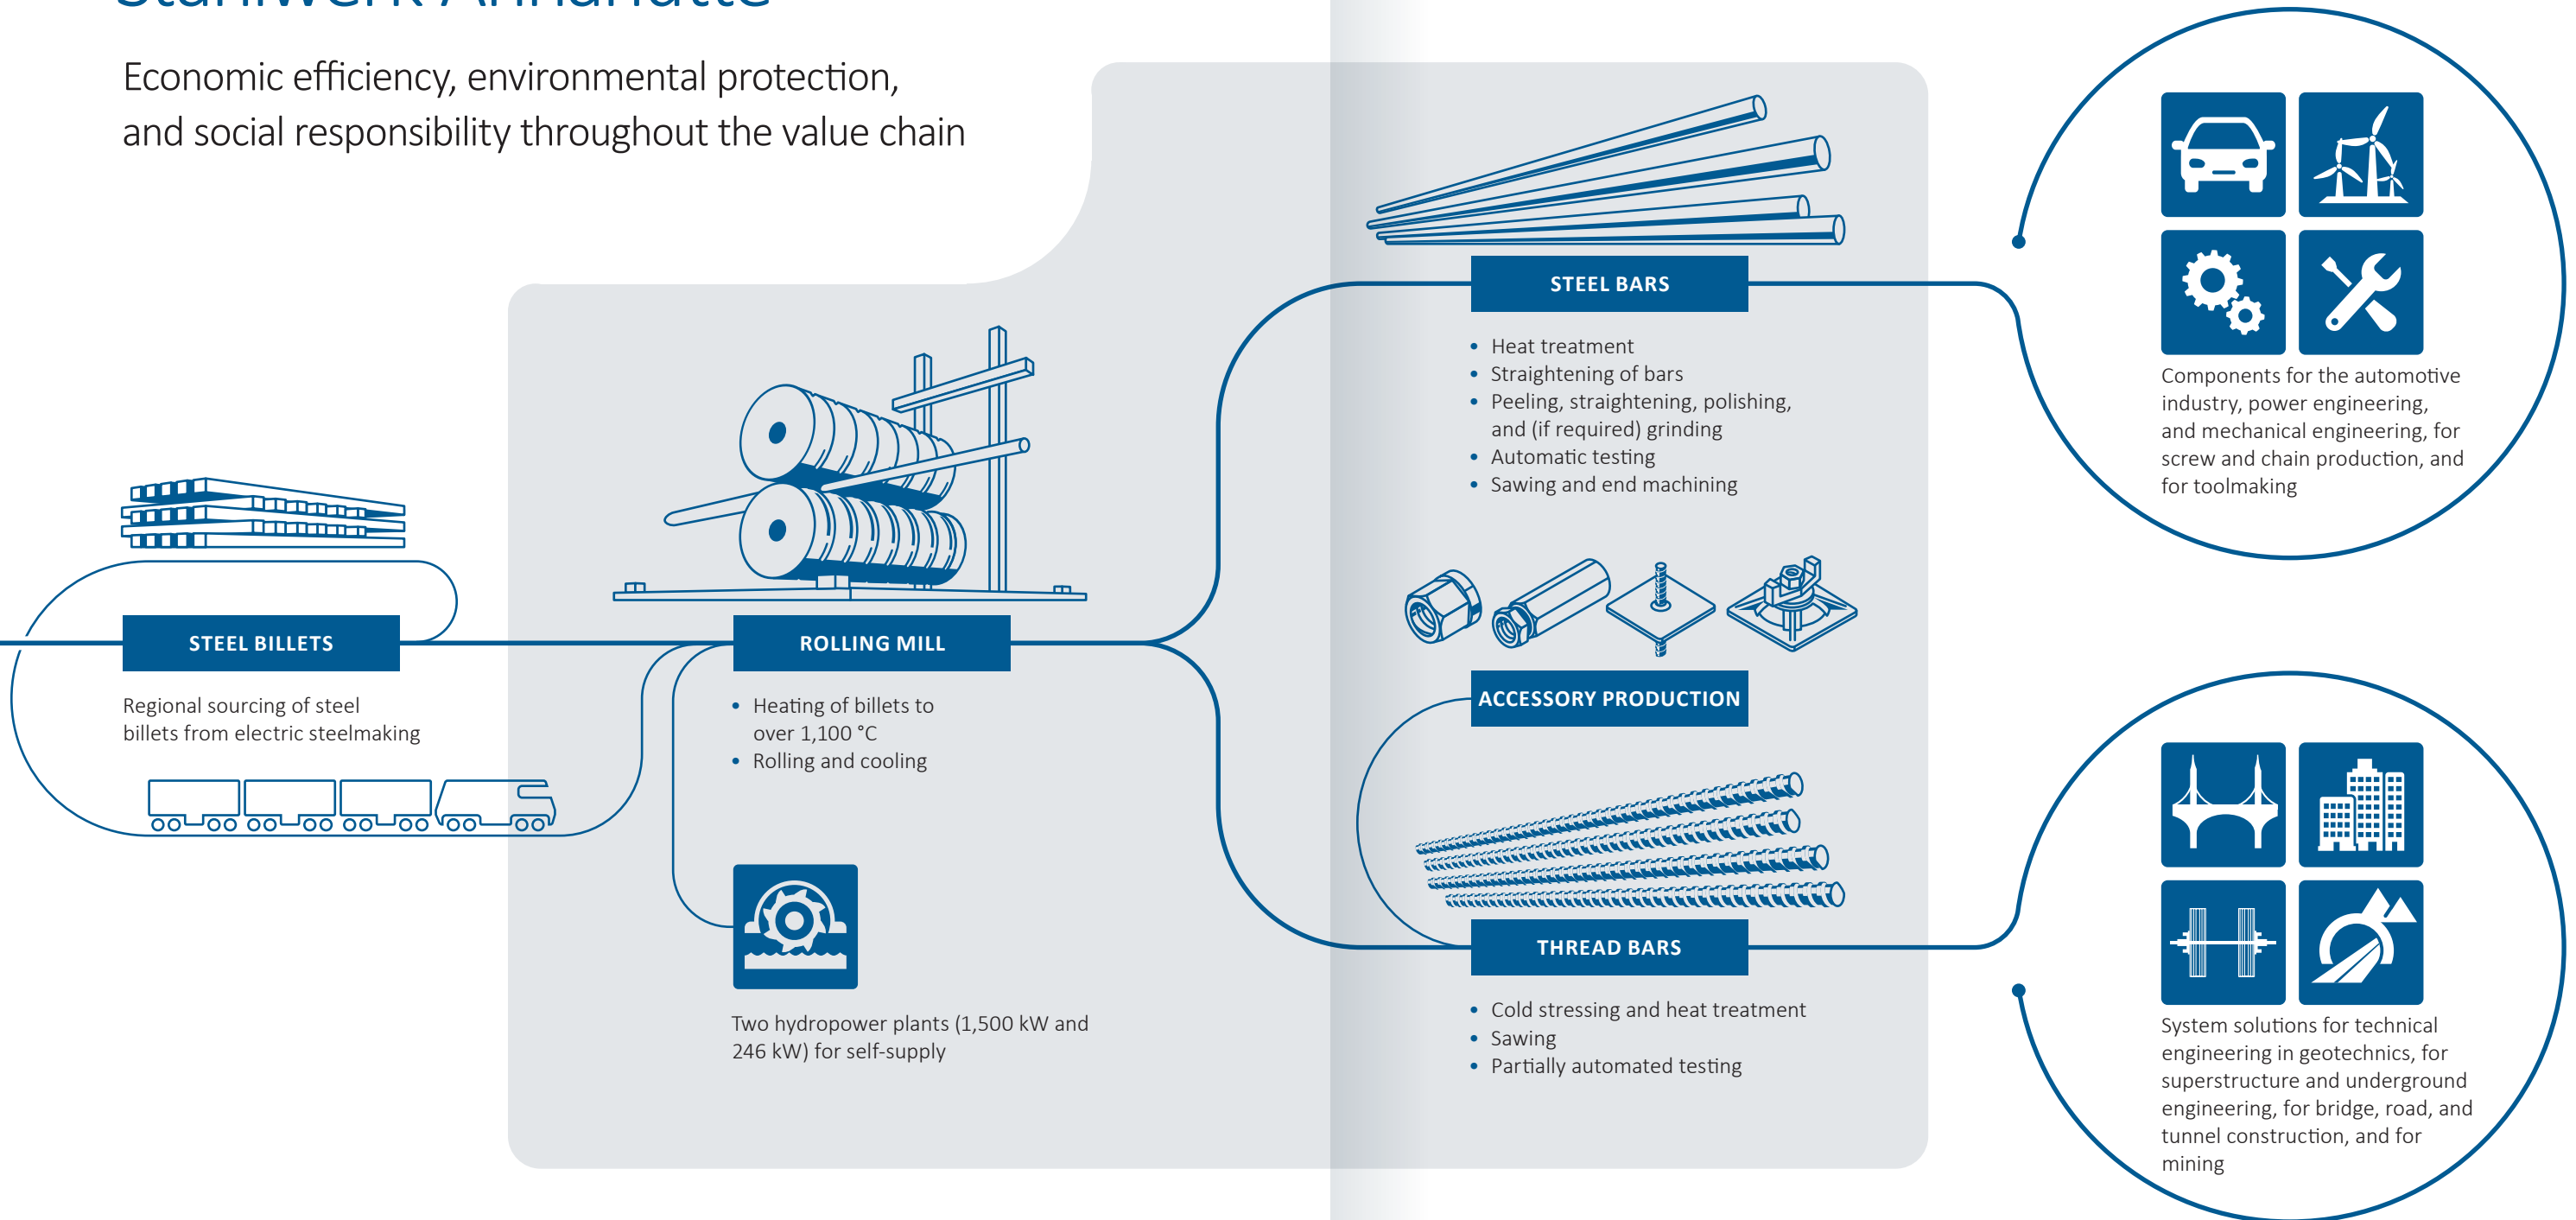 Stahlwerk Annahütte
Economic efficiency, environmental protection,
and social responsibility throughout the value chain
STEEL BILLETS
Regional sourcing of steel
billets from electric steelmaking
ROLLING MILL
• Heating of billets to
over 1,100 °C
• Rolling and cooling
Two hydropower plants (1,500 kW and
246 kW) for self-supply
STEEL BARS
• Heat treatment
• Straightening of bars
• Peeling, straightening, polishing,
and (if required) grinding
• Automatic testing
• Sawing and end machining
ACCESSORY PRODUCTION
THREAD BARS
• Cold stressing and heat treatment
• Sawing
• Partially automated testing
Components for the automotive
industry, power engineering,
and mechanical engineering, for
screw and chain production, and
for toolmaking
System solutions for technical
engineering in geotechnics, for
superstructure and underground
engineering, for bridge, road, and
tunnel construction, and for
mining